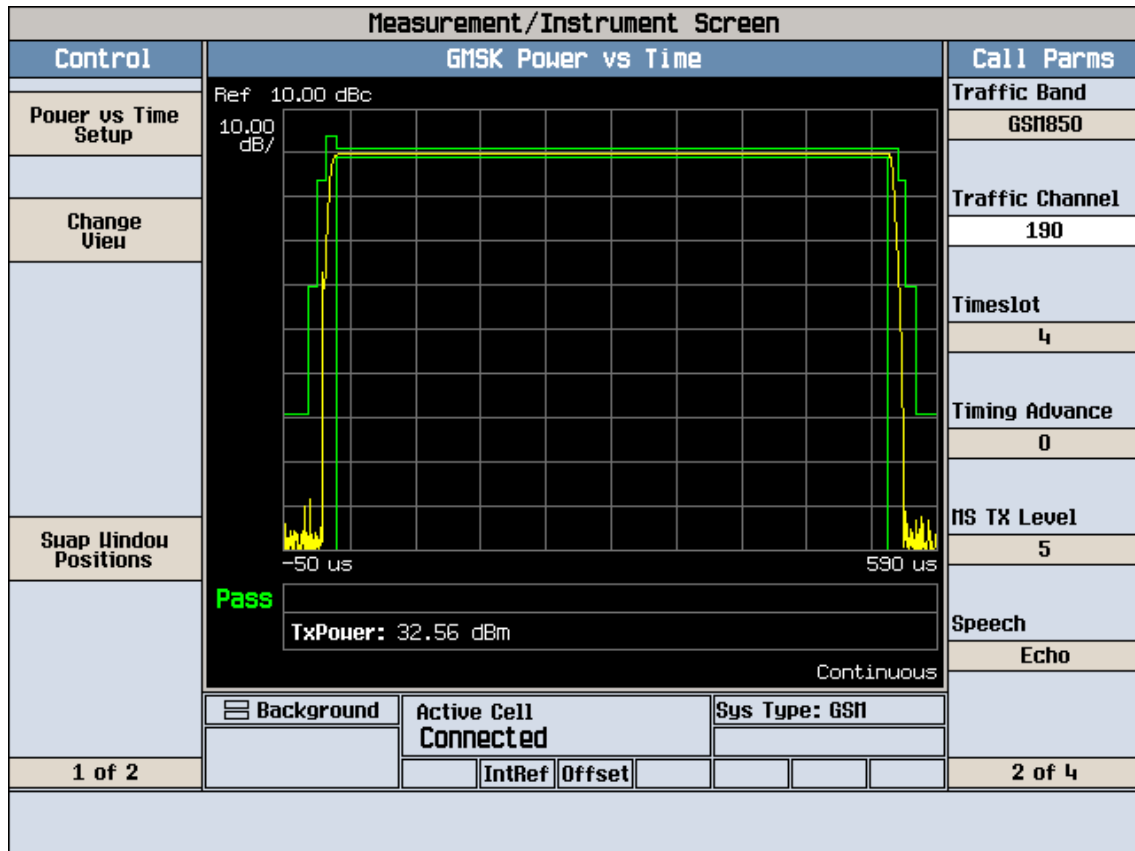 Measurement/Instrument Screen
Control
Power vs Time
Setup
Change
View
Swap Window
Positions
1 of 2
GMSK Power vs Time
Ref 10.00 dBc
10.00
dB/
-50 us
590 us
Pass
TxPower: 32.56 dBm
Continuous
Background
Active Cell
Connected
Sys Type: GSM
IntRef
Offset
Call Parms
Traffic Band
GSM850
Traffic Channel
190
Timeslot
4
Timing Advance
0
MS TX Level
5
Speech
Echo
2 of 4